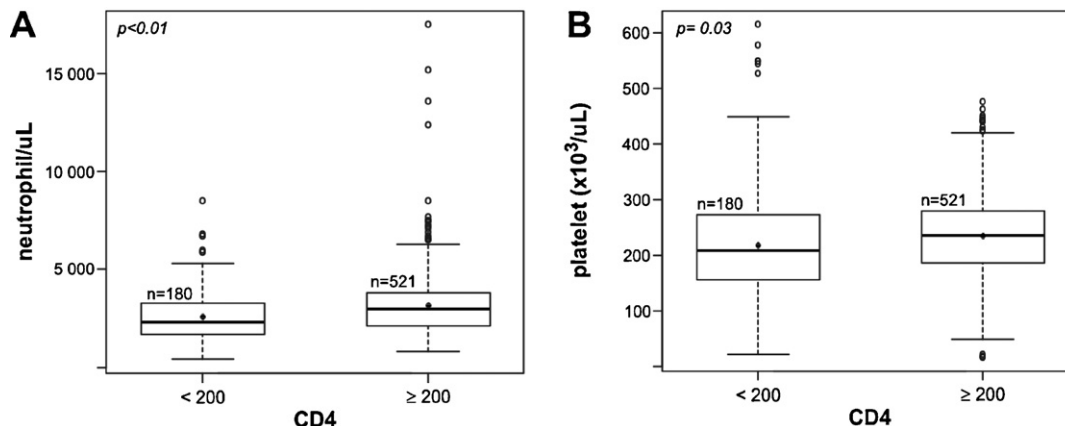 A
p<0.01
neutrophil/uL
15 000
10 000
5 000
n=180
n=521
< 200
≥ 200
CD4
B
p= 0.03
platelet (x10³/uL)
600
500
400
300
200
100
n=180
n=521
< 200
≥ 200
CD4